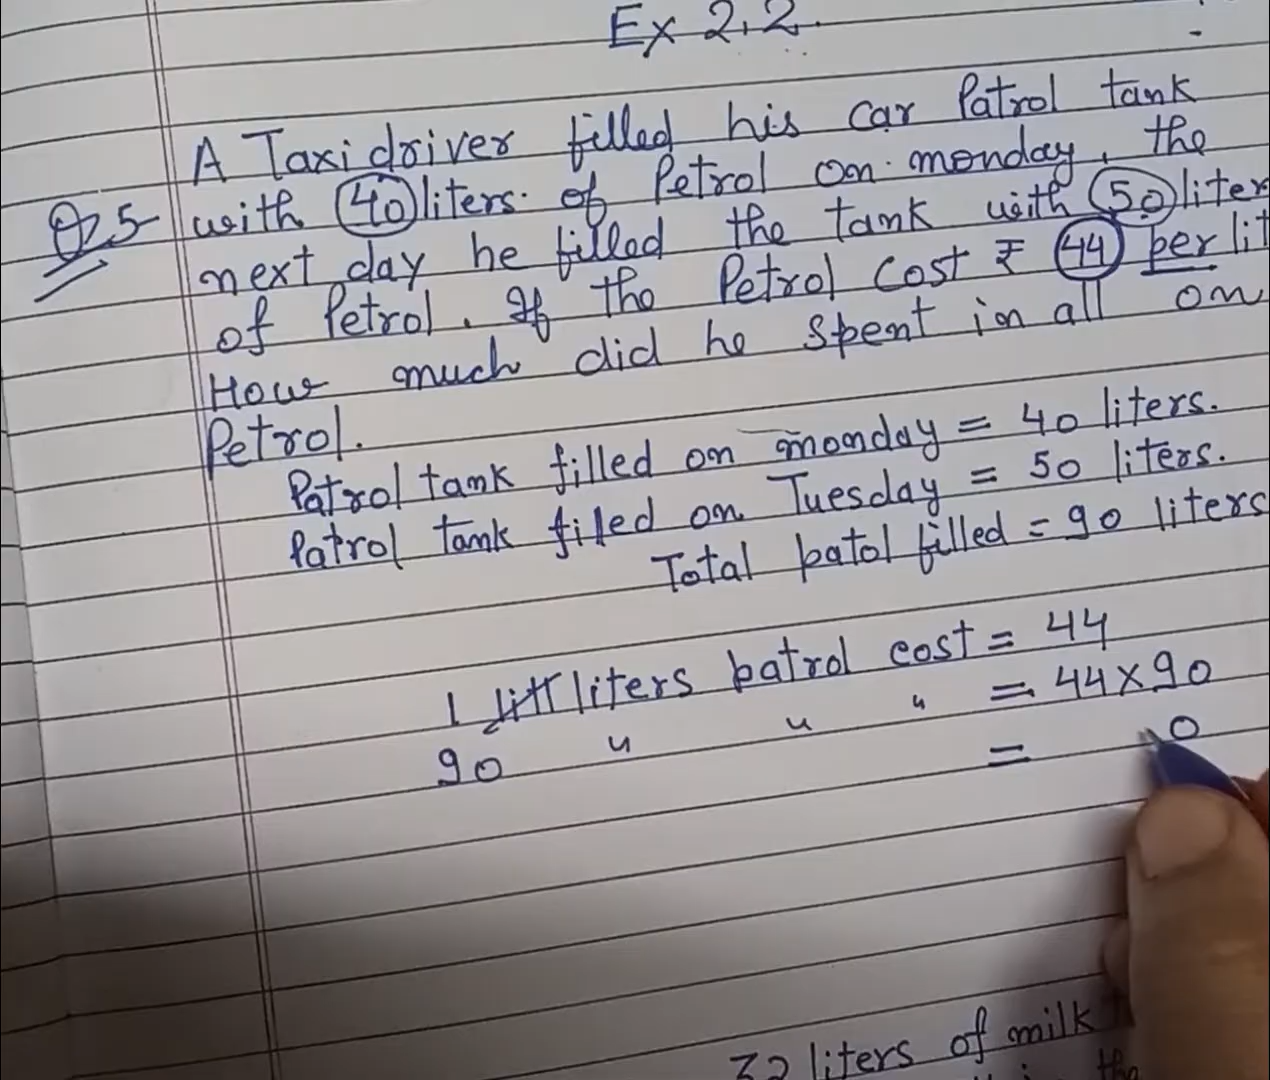 Ex 2.2.
Q5 A Taxi driver filled his car Patrol tank
with 40 liters. of Petrol on monday, the
next day he filled the tank with 50 liter
of Petrol. If the Petrol cost ₹ 44 per lit
How much did he spent in all on
Petrol.
Patrol tank filled on monday = 40 liters.
Patrol tank filed on Tuesday = 50 liters.
Total patol filled = 90 liters
1 litt liters patrol cost = 44
90 " " " = 44×90
= 0
32 liters of milk